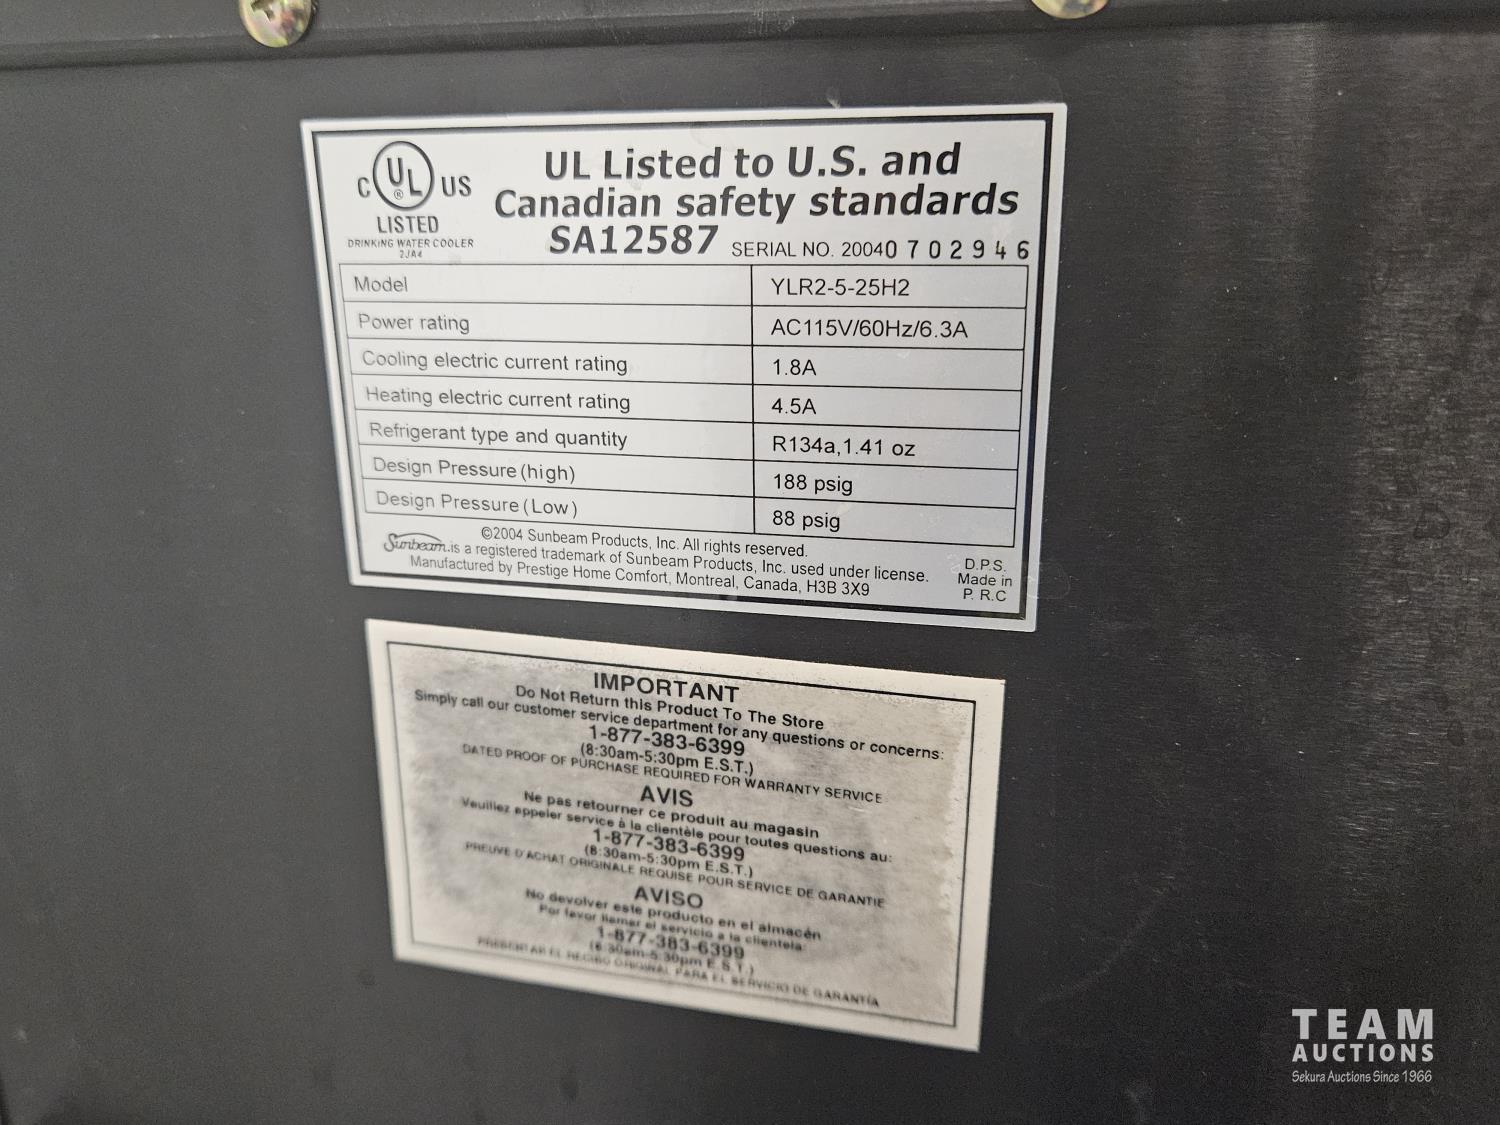 C UL ® US
LISTED
DRINKING WATER COOLER
2JA4
UL Listed to U.S. and
Canadian safety standards
SA12587 SERIAL NO. 20040702946
Model YLR2-5-25H2
Power rating AC115V/60Hz/6.3A
Cooling electric current rating 1.8A
Heating electric current rating 4.5A
Refrigerant type and quantity R134a,1.41 oz
Design Pressure(high) 188 psig
Design Pressure(Low) 88 psig
©2004 Sunbeam Products, Inc. All rights reserved.
Sunbeam.is a registered trademark of Sunbeam Products, Inc. used under license.
Manufactured by Prestige Home Comfort, Montreal, Canada, H3B 3X9
D.P.S.
Made in
P. R.C
IMPORTANT
Do Not Return this Product To The Store
Simply call our customer service department for any questions or concerns:
1-877-383-6399
(8:30am-5:30pm E.S.T.)
DATED PROOF OF PURCHASE REQUIRED FOR WARRANTY SERVICE
AVIS
Ne pas retourner ce produit au magasin
Veuillez appeler service à la clientèle pour toutes questions au:
1-877-383-6399
(8:30am-5:30pm E.S.T.)
PREUVE D'ACHAT ORIGINALE REQUISE POUR SERVICE DE GARANTIE
AVISO
No devolver este producto en el almacén
Por favor llamar el servicio a la clientela:
1-877-383-6399
(8:30am-5:30pm E.S.T.)
PRESENTAR EL RECIBO ORIGINAL PARA EL SERVICIO DE GARANTÍA
TEAM
AUCTIONS
Sekura Auctions Since 1966